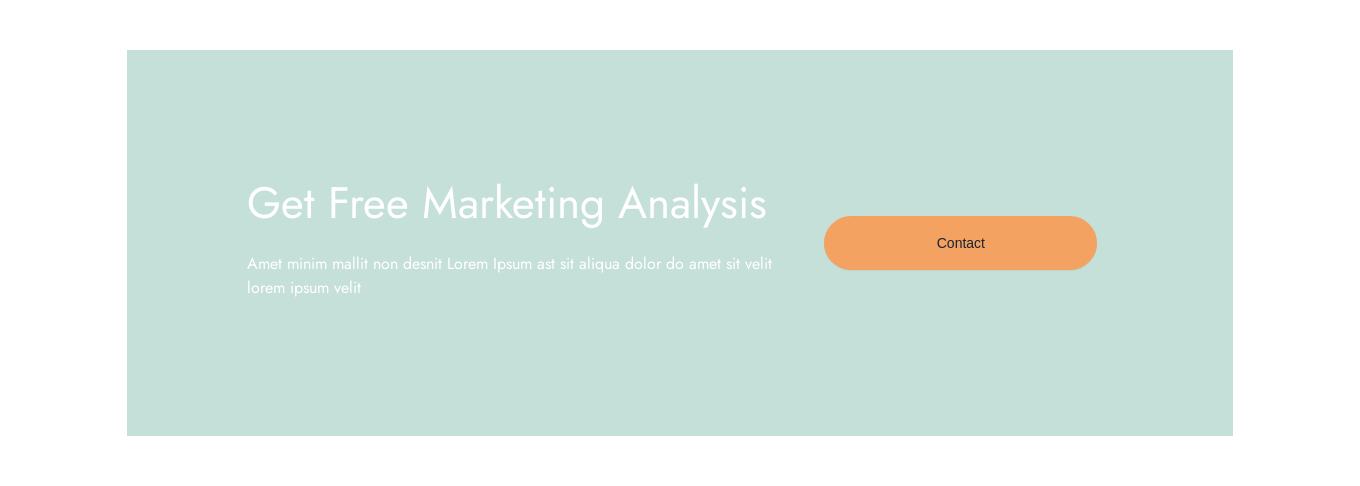 Get Free Marketing Analysis
Amet minim mallit non desnit Lorem Ipsum ast sit aliqua dolor do amet sit velit
lorem ipsum velit
Contact